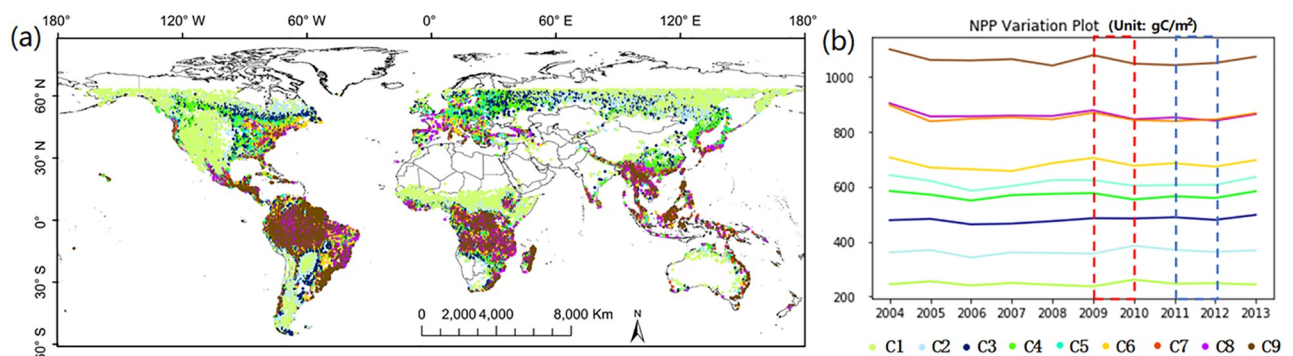 (a)
180° 120° W 60° W 0° 60° E 120° E 180°
60° N
30° N
0°
30° S
60° S
0 2,000 4,000 8,000 Km
N
(b)
NPP Variation Plot (Unit: gC/m²)
1000
800
600
400
200
2004 2005 2006 2007 2008 2009 2010 2011 2012 2013
C1 C2 C3 C4 C5 C6 C7 C8 C9